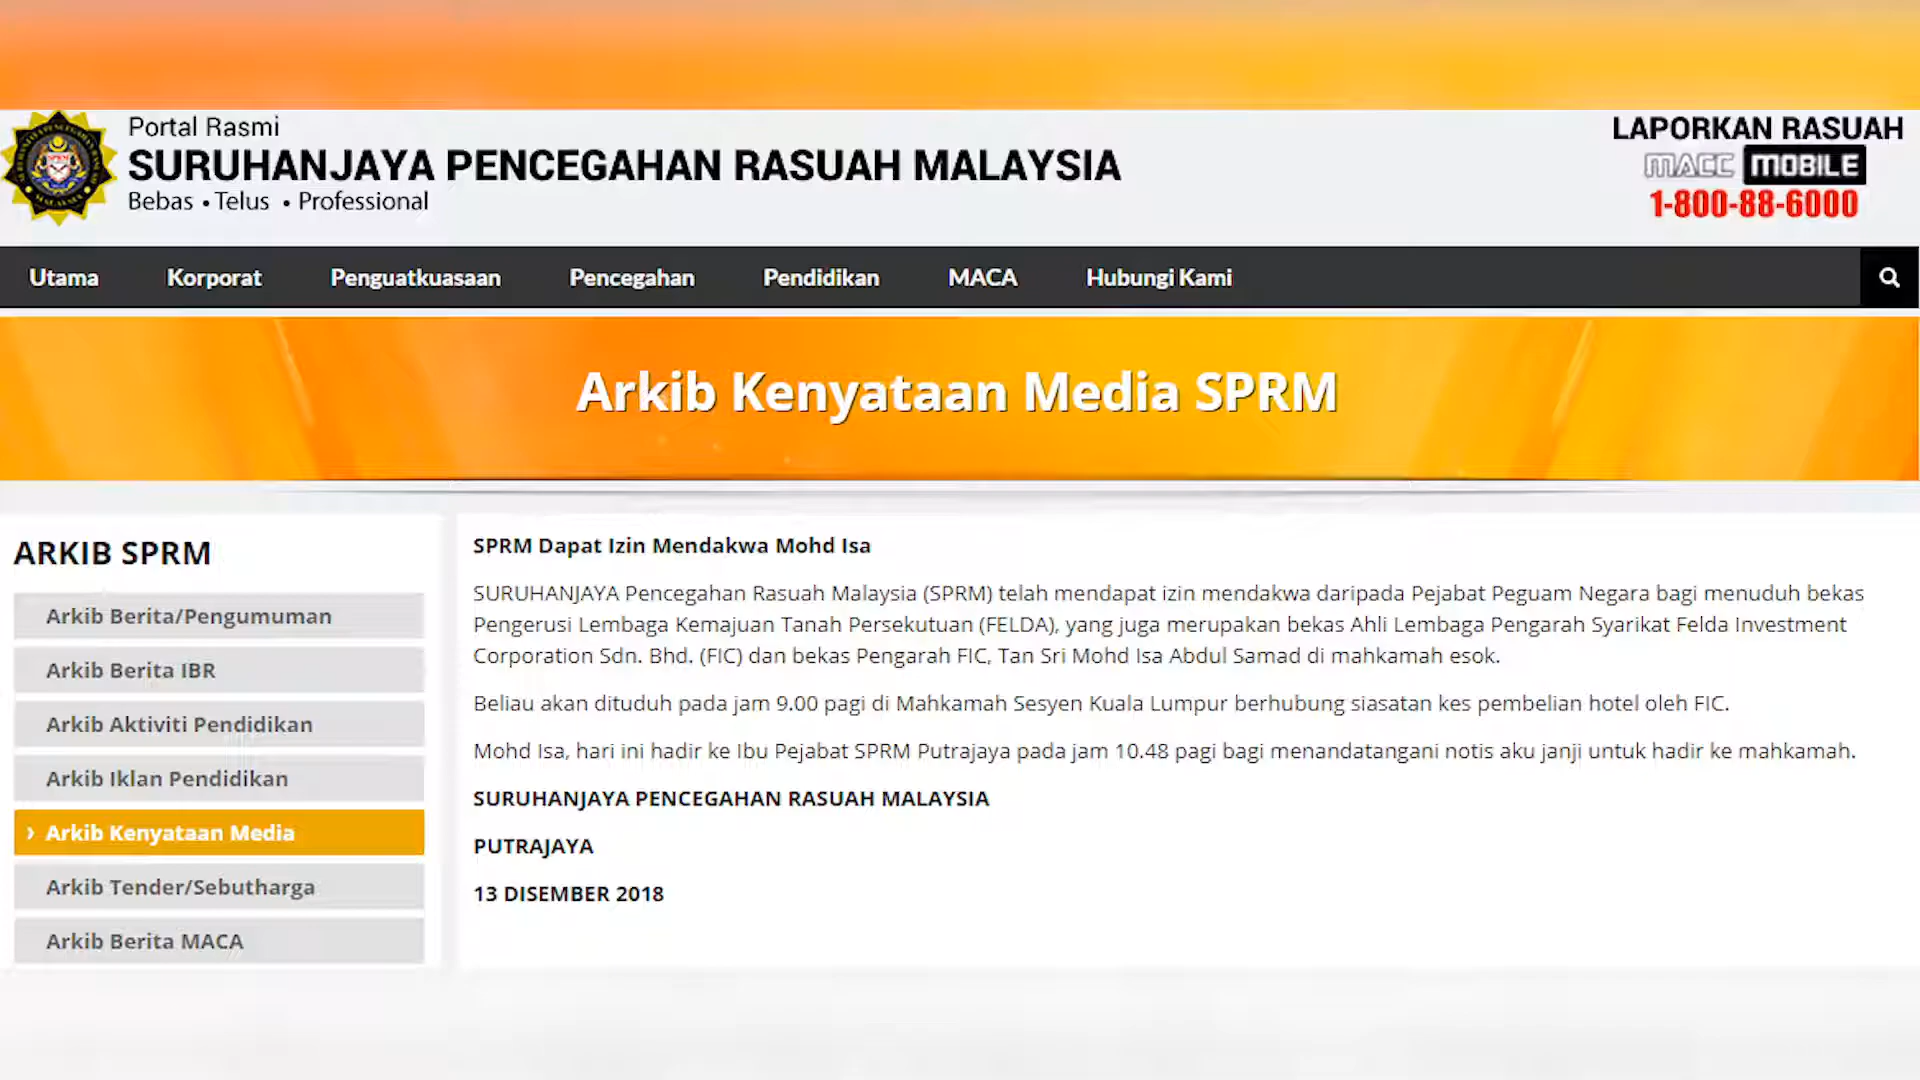 Portal Rasmi
SURUHANJAYA PENCEGAHAN RASUAH MALAYSIA
Bebas • Telus • Professional
LAPORKAN RASUAH
MACC MOBILE
1-800-88-6000
Utama Korporat Penguatkuasaan Pencegahan Pendidikan MACA Hubungi Kami
Arkib Kenyataan Media SPRM
ARKIB SPRM
Arkib Berita/Pengumuman
Arkib Berita IBR
Arkib Aktiviti Pendidikan
Arkib Iklan Pendidikan
› Arkib Kenyataan Media
Arkib Tender/Sebutharga
Arkib Berita MACA
SPRM Dapat Izin Mendakwa Mohd Isa
SURUHANJAYA Pencegahan Rasuah Malaysia (SPRM) telah mendapat izin mendakwa daripada Pejabat Peguam Negara bagi menuduh bekas
Pengerusi Lembaga Kemajuan Tanah Persekutuan (FELDA), yang juga merupakan bekas Ahli Lembaga Pengarah Syarikat Felda Investment
Corporation Sdn. Bhd. (FIC) dan bekas Pengarah FIC, Tan Sri Mohd Isa Abdul Samad di mahkamah esok.
Beliau akan dituduh pada jam 9.00 pagi di Mahkamah Sesyen Kuala Lumpur berhubung siasatan kes pembelian hotel oleh FIC.
Mohd Isa, hari ini hadir ke Ibu Pejabat SPRM Putrajaya pada jam 10.48 pagi bagi menandatangani notis aku janji untuk hadir ke mahkamah.
SURUHANJAYA PENCEGAHAN RASUAH MALAYSIA
PUTRAJAYA
13 DISEMBER 2018